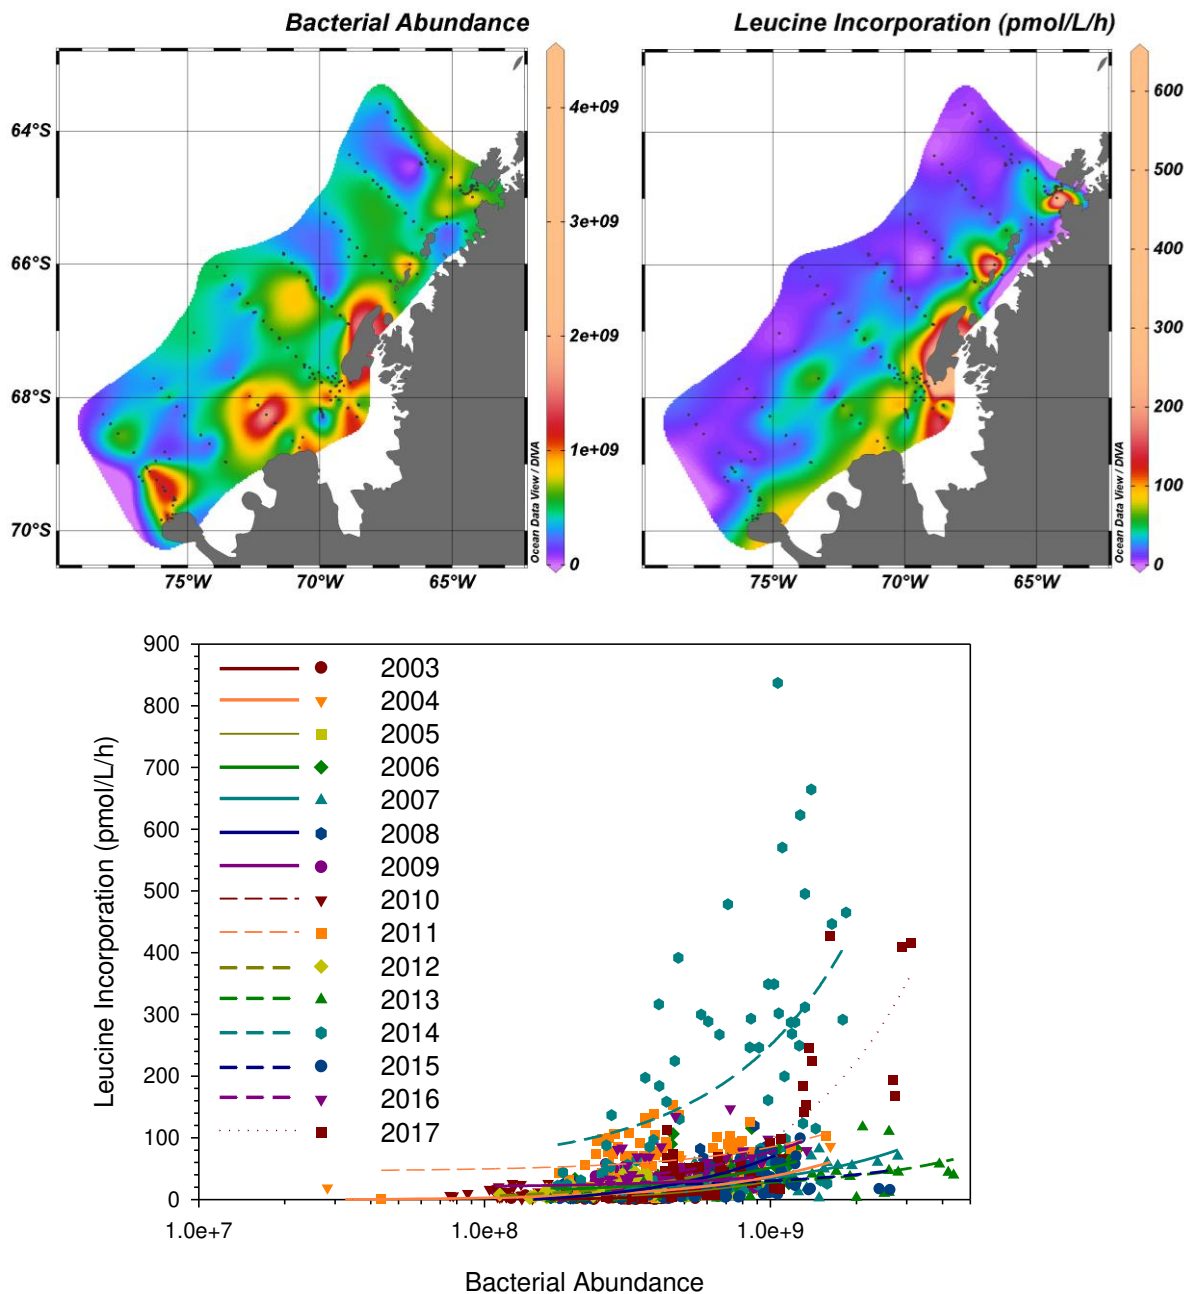 Bacterial Abundance
Leucine Incorporation (pmol/L/h)
64°S
66°S
68°S
70°S
75°W
70°W
65°W
4e+09
3e+09
2e+09
1e+09
0
Ocean Data View / DIVA
75°W
70°W
65°W
600
500
400
300
200
100
0
Ocean Data View / DIVA
Leucine Incorporation (pmol/L/h)
900
800
700
600
500
400
300
200
100
0
2003
2004
2005
2006
2007
2008
2009
2010
2011
2012
2013
2014
2015
2016
2017
1.0e+7
1.0e+8
1.0e+9
Bacterial Abundance